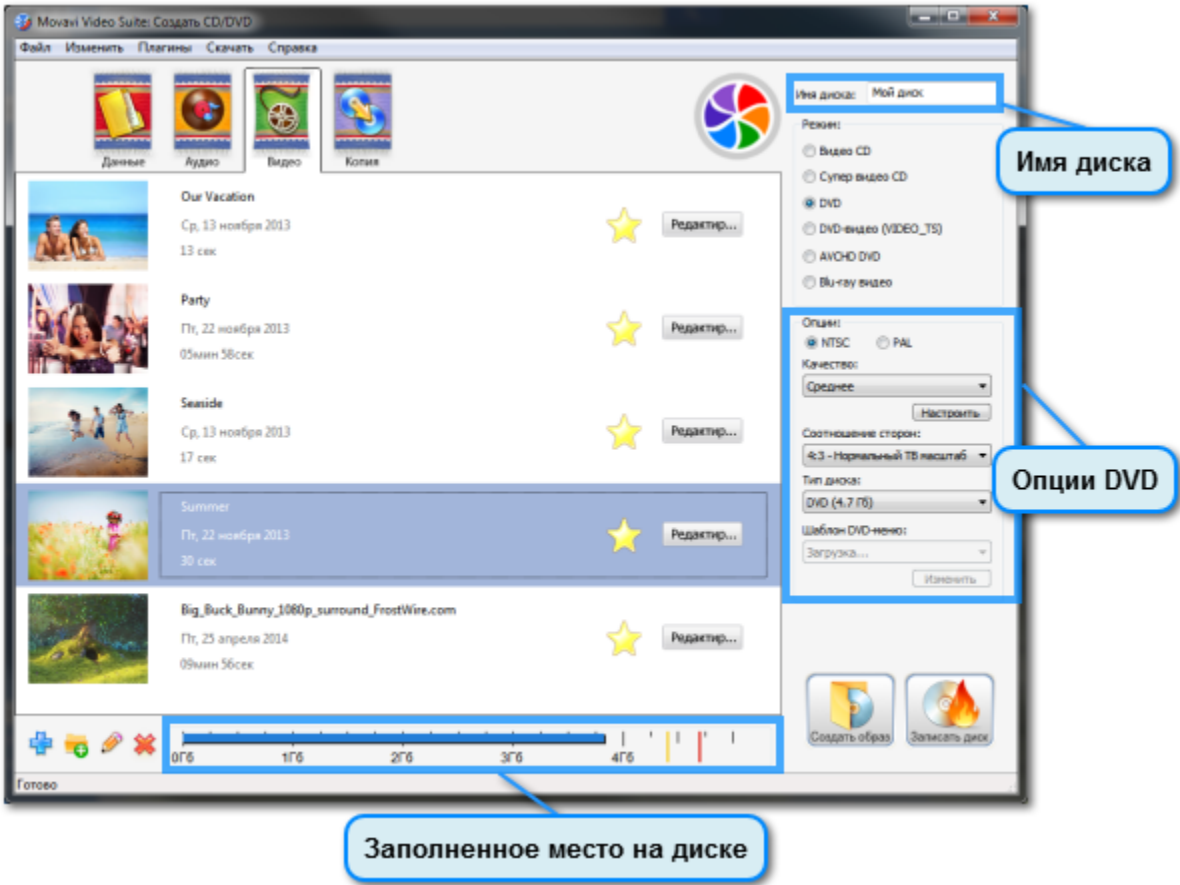 Movavi Video Suite: Создать CD/DVD
Файл Изменить Плагины Скачать Справка
Данные Аудио Видео Копия
Имя диска: Мой диск
Имя диска
Режим:
Видео CD
Супер видео CD
DVD
DVD-видео (VIDEO_TS)
AVCHD DVD
Blu-ray видео
Our Vacation
Ср, 13 ноября 2013
13 сек
Редактир...
Party
Пт, 22 ноября 2013
05мин 58сек
Редактир...
Seaside
Ср, 13 ноября 2013
17 сек
Редактир...
Summer
Пт, 22 ноября 2013
30 сек
Редактир...
Big_Buck_Bunny_1080p_surround_FrostWire.com
Пт, 25 апреля 2014
09мин 56сек
Редактир...
Опции:
NTSC PAL
Качество:
Среднее
Настроить
Соотношение сторон:
4:3 - Нормальный ТВ масштаб
Тип диска:
DVD (4.7 Гб)
Шаблон DVD-меню:
Загрузка...
Изменить
Опции DVD
Создать образ Записать диск
0Гб 1Гб 2Гб 3Гб 4Гб
Готово
Заполненное место на диске